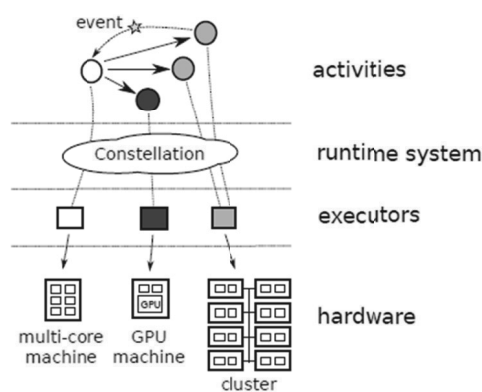 event
activities
Constellation
runtime system
executors
GPU
hardware
multi-core
machine
GPU
machine
cluster